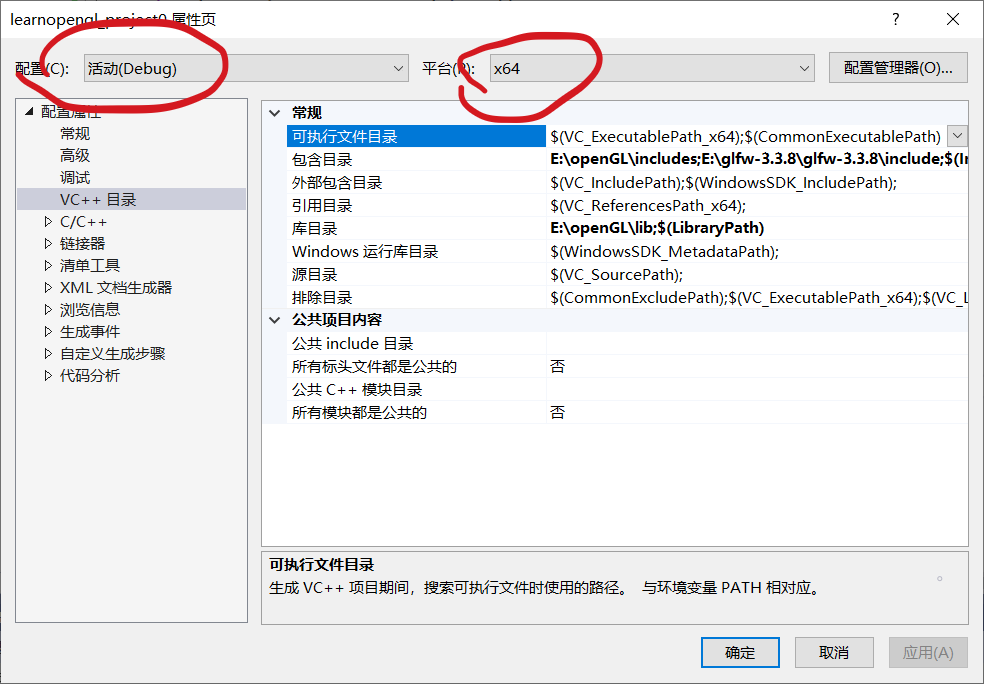 learnopengl_project0 属性页
配置(C):
活动(Debug)
平台(P):
x64
配置管理器(O)...
配置属性
常规
高级
调试
VC++ 目录
C/C++
链接器
清单工具
XML 文档生成器
浏览信息
生成事件
自定义生成步骤
代码分析
常规
可执行文件目录 $(VC_ExecutablePath_x64);$(CommonExecutablePath)
包含目录 E:\openGL\includes;E:\glfw-3.3.8\glfw-3.3.8\include;$(In
外部包含目录 $(VC_IncludePath);$(WindowsSDK_IncludePath);
引用目录 $(VC_ReferencesPath_x64);
库目录 E:\openGL\lib;$(LibraryPath)
Windows 运行库目录 $(WindowsSDK_MetadataPath);
源目录 $(VC_SourcePath);
排除目录 $(CommonExcludePath);$(VC_ExecutablePath_x64);$(VC_L
公共项目内容
公共 include 目录
所有标头文件都是公共的 否
公共 C++ 模块目录
所有模块都是公共的 否
可执行文件目录
生成 VC++ 项目期间，搜索可执行文件时使用的路径。 与环境变量 PATH 相对应。
确定
取消
应用(A)